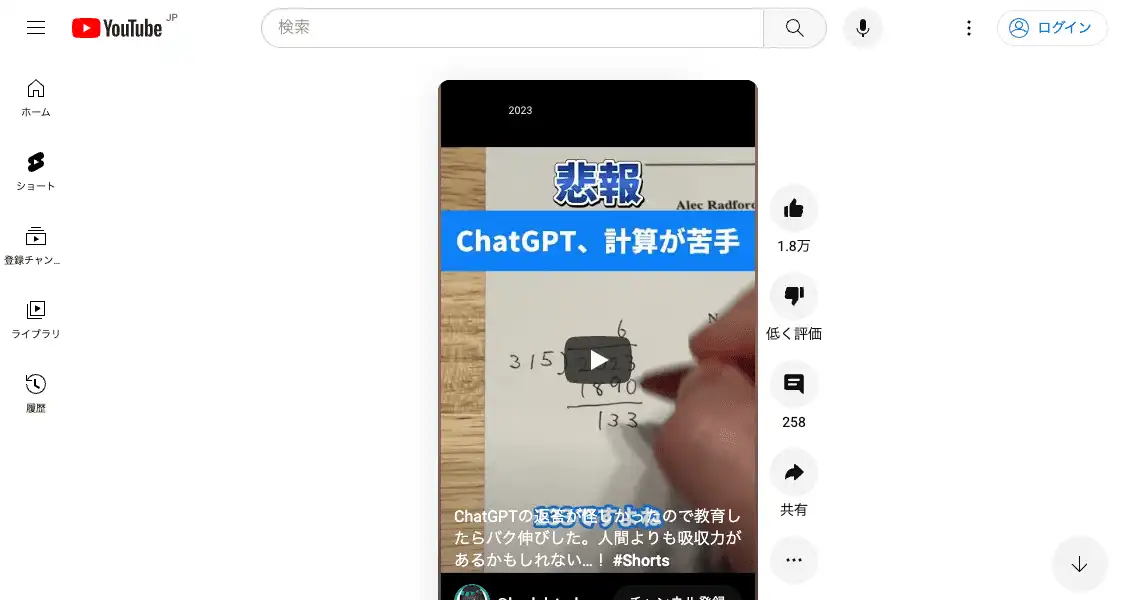 YouTube JP
検索
ログイン
ホーム
ショート
登録チャン...
ライブラリ
履歴
2023
悲報
Alec Radford
ChatGPT、計算が苦手
6
315
1890
133
ChatGPTの返答が怪しかったので教育し
たらバク伸びした。人間よりも吸収力が
あるかもしれない...！ #Shorts
チャンネル登録
1.8万
低く評価
258
共有